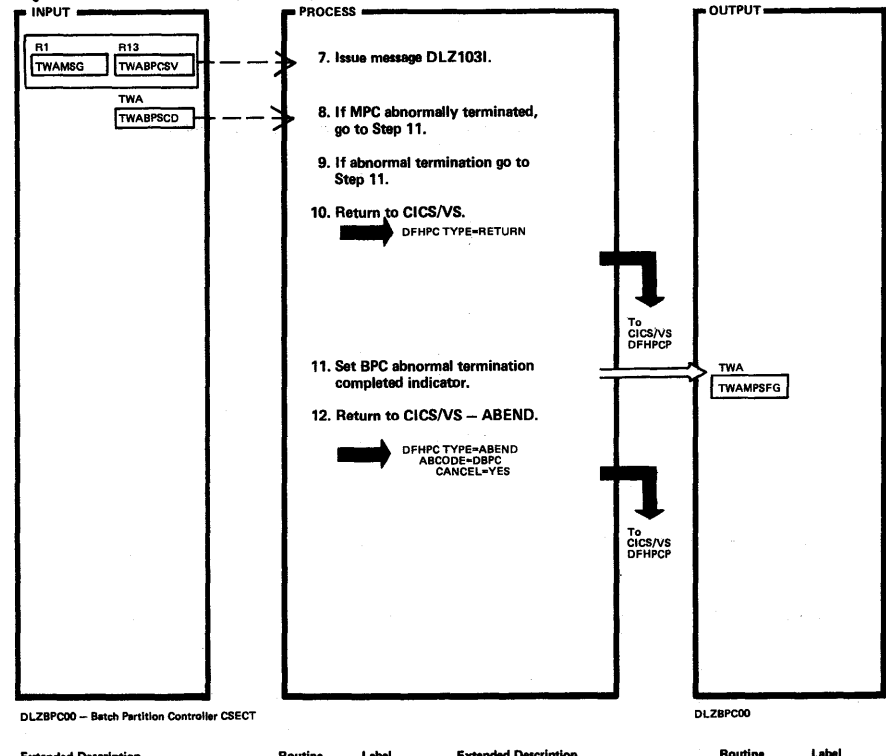 INPUT
PROCESS
OUTPUT
R1
R13
TWAMSG
TWABPCSV
7. Issue message DLZ103I.
TWA
TWABPSCD
8. If MPC abnormally terminated,
go to Step 11.
9. If abnormal termination go to
Step 11.
10. Return to CICS/VS.
DFHPC TYPE=RETURN
To
CICS/VS
DFHPCP
11. Set BPC abnormal termination
completed indicator.
TWA
TWAMPSFG
12. Return to CICS/VS — ABEND.
DFHPC TYPE=ABEND
ABCODE=DBPC
CANCEL=YES
To
CICS/VS
DFHPCP
DLZBPC00 — Batch Partition Controller CSECT
DLZBPC00
Extended Description
Routine
Label
Extended Description
Routine
Label